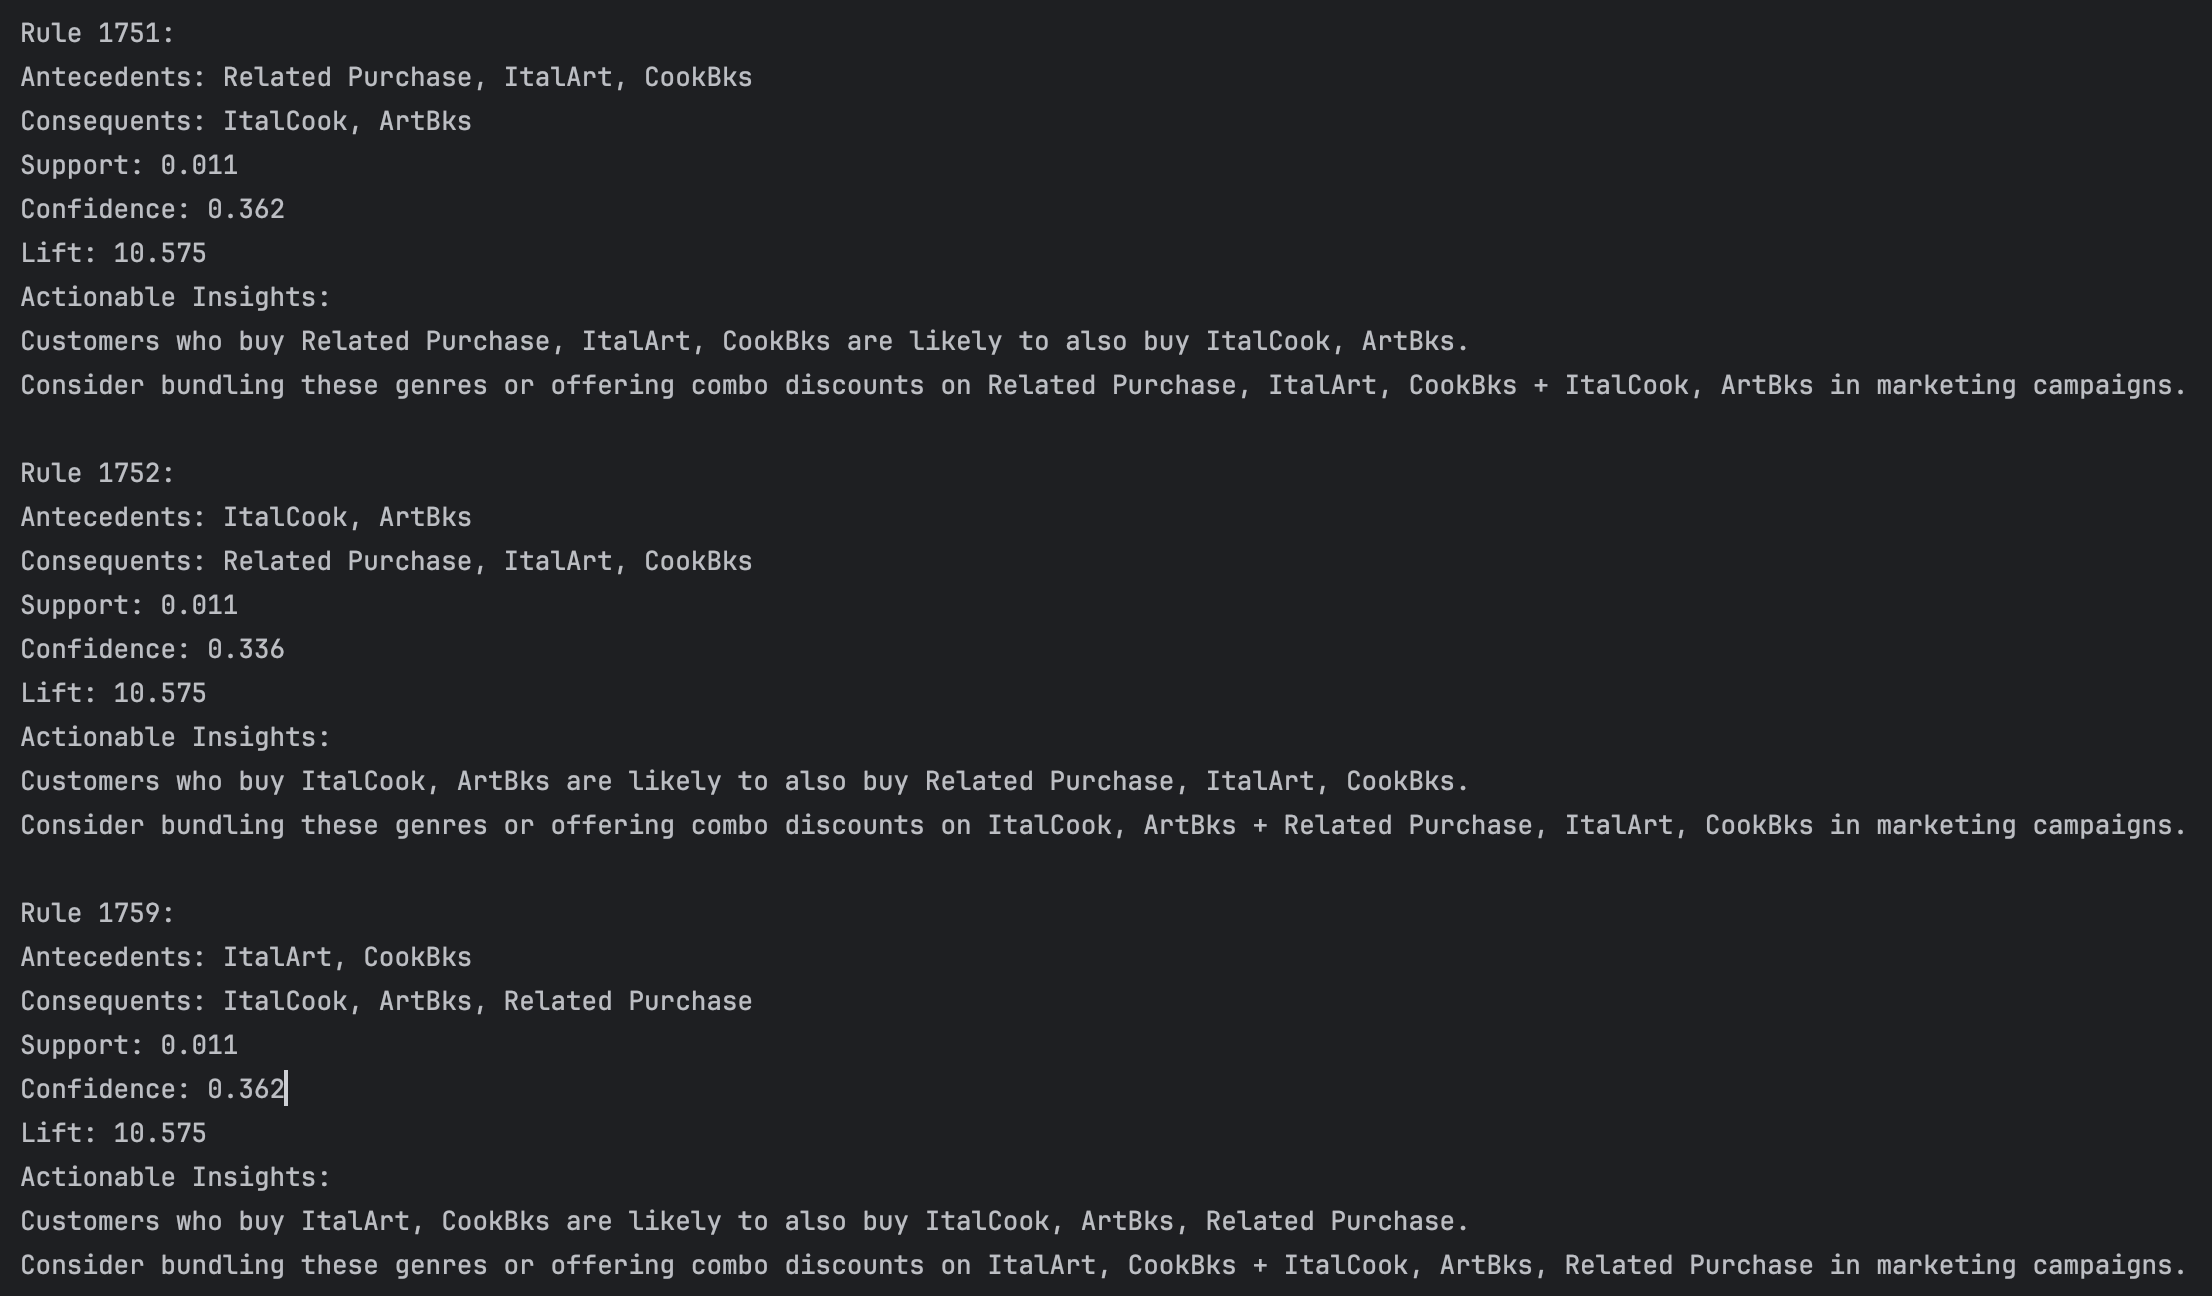 Rule 1751:
Antecedents: Related Purchase, ItalArt, CookBks
Consequents: ItalCook, ArtBks
Support: 0.011
Confidence: 0.362
Lift: 10.575
Actionable Insights:
Customers who buy Related Purchase, ItalArt, CookBks are likely to also buy ItalCook, ArtBks.
Consider bundling these genres or offering combo discounts on Related Purchase, ItalArt, CookBks + ItalCook, ArtBks in marketing campaigns.
Rule 1752:
Antecedents: ItalCook, ArtBks
Consequents: Related Purchase, ItalArt, CookBks
Support: 0.011
Confidence: 0.336
Lift: 10.575
Actionable Insights:
Customers who buy ItalCook, ArtBks are likely to also buy Related Purchase, ItalArt, CookBks.
Consider bundling these genres or offering combo discounts on ItalCook, ArtBks + Related Purchase, ItalArt, CookBks in marketing campaigns.
Rule 1759:
Antecedents: ItalArt, CookBks
Consequents: ItalCook, ArtBks, Related Purchase
Support: 0.011
Confidence: 0.362
Lift: 10.575
Actionable Insights:
Customers who buy ItalArt, CookBks are likely to also buy ItalCook, ArtBks, Related Purchase.
Consider bundling these genres or offering combo discounts on ItalArt, CookBks + ItalCook, ArtBks, Related Purchase in marketing campaigns.